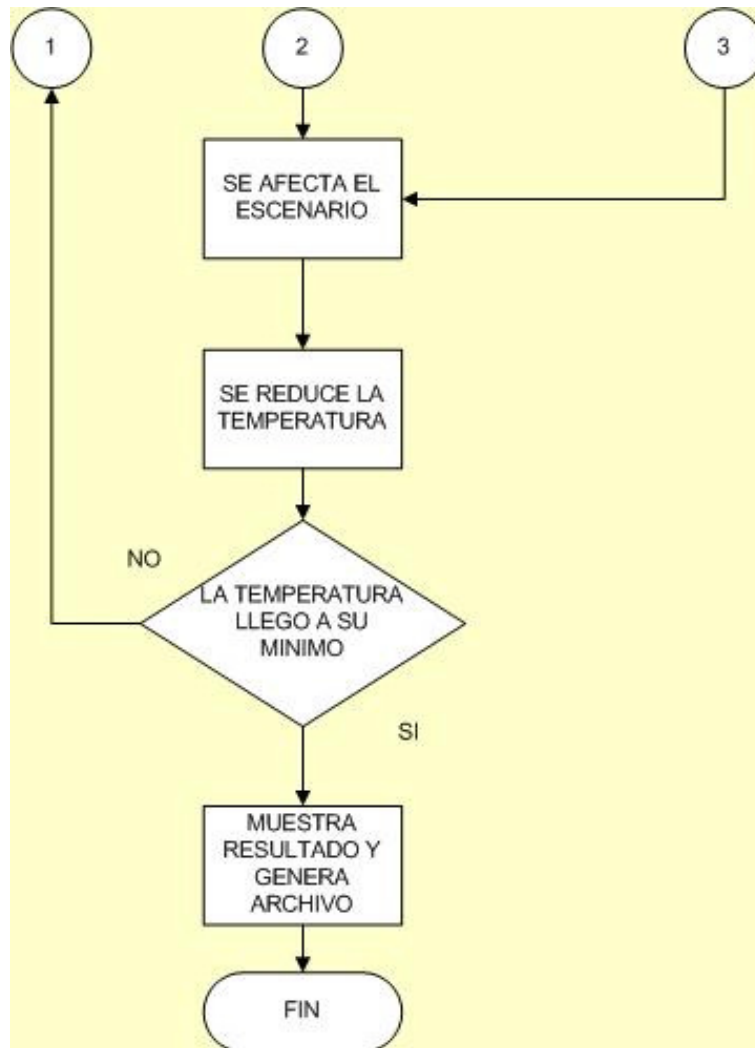 1
2
3
SE AFECTA EL
ESCENARIO
SE REDUCE LA
TEMPERATURA
NO
LA TEMPERATURA
LLEGO A SU
MINIMO
SI
MUESTRA
RESULTADO Y
GENERA
ARCHIVO
FIN